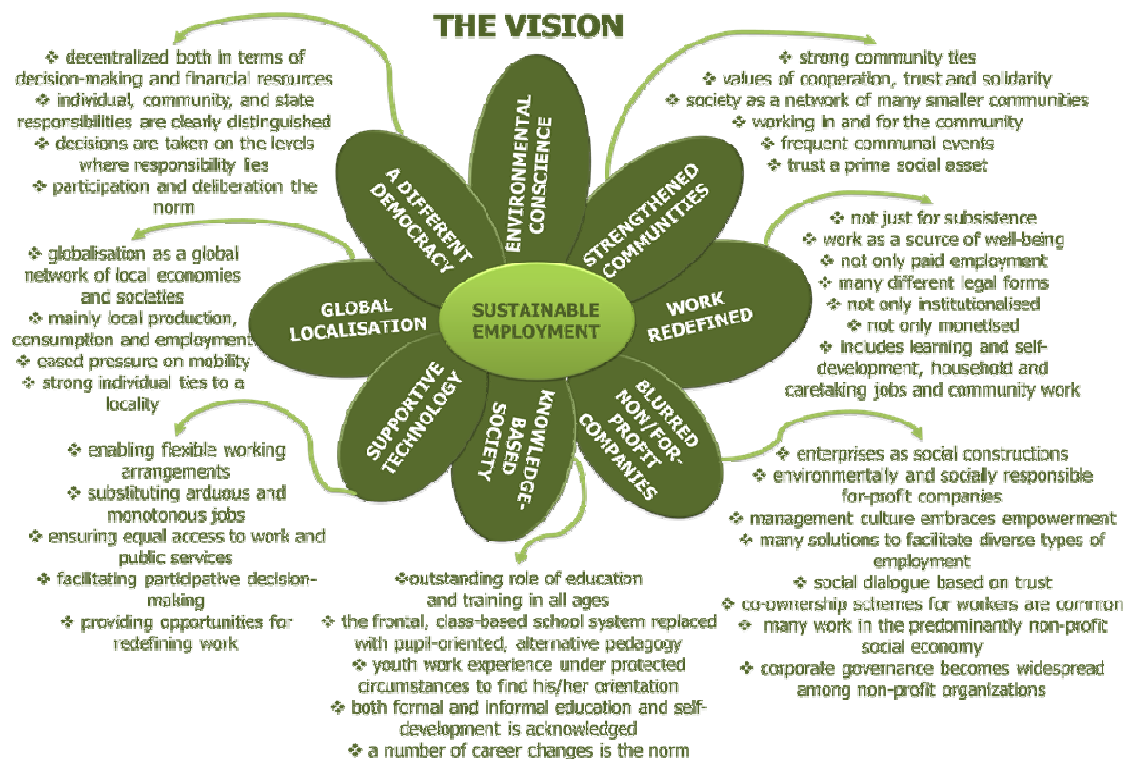 THE VISION
❖ decentralized both in terms of
decision-making and financial resources
❖ individual, community, and state
responsibilities are clearly distinguished
❖ decisions are taken on the levels
where responsibility lies
❖ participation and deliberation the
norm
❖ strong community ties
❖ values of cooperation, trust and solidarity
❖ society as a network of many smaller communities
❖ working in and for the community
❖ frequent communal events
❖ trust a prime social asset
ENVIRONMENTAL
CONSCIENCE
A DIFFERENT
DEMOCRACY
STRENGTHENED
COMMUNITIES
GLOBAL
LOCALISATION
SUSTAINABLE
EMPLOYMENT
WORK
REDEFINED
SUPPORTIVE
TECHNOLOGY
KNOWLEDGE-
BASED
SOCIETY
BLURRED
NON/FOR-
PROFIT
COMPANIES
❖ globalisation as a global
network of local economies
and societies
❖ mainly local production,
consumption and employment
❖ eased pressure on mobility
❖ strong individual ties to a
locality
❖ not just for subsistence
❖ work as a source of well-being
❖ not only paid employment
❖ many different legal forms
❖ not only institutionalised
❖ not only monetised
❖ includes learning and self-
development, household and
caretaking jobs and community work
❖ enabling flexible working
arrangements
❖ substituting arduous and
monotonous jobs
❖ ensuring equal access to work and
public services
❖ facilitating participative decision-
making
❖ providing opportunities for
redefining work
❖outstanding role of education
and training in all ages
❖ the frontal, class-based school system replaced
with pupil-oriented, alternative pedagogy
❖ youth work experience under protected
circumstances to find his/her orientation
❖ both formal and informal education and self-
development is acknowledged
❖ a number of career changes is the norm
❖ enterprises as social constructions
❖ environmentally and socially responsible
for-profit companies
❖ management culture embraces empowerment
❖ many solutions to facilitate diverse types of
employment
❖ social dialogue based on trust
❖ co-ownership schemes for workers are common
❖ many work in the predominantly non-profit
social economy
❖ corporate governance becomes widespread
among non-profit organizations